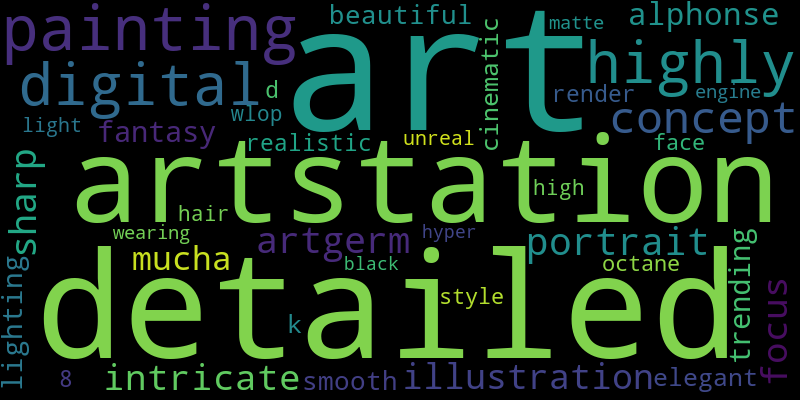 painting
beautiful
art
matte
alphonse
digital
d
cinematic
highly
light
wlop
render
engine
fantasy
realistic
unreal
concept
face
sharp
artstation
high
hair
wearing
artgerm
hyper
portrait
mucha
black
octane
trending
lighting
detailed
style
k
focus
8
intricate
smooth
illustration
elegant